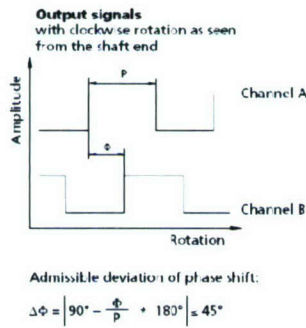 Output signals
with clockwise rotation as seen
from the shaft end
P
Channel A
Amplitude
Φ
Channel B
Rotation
Admissible deviation of phase shift:
ΔΦ = |90° − Φ/P * 180°| ≤ 45°